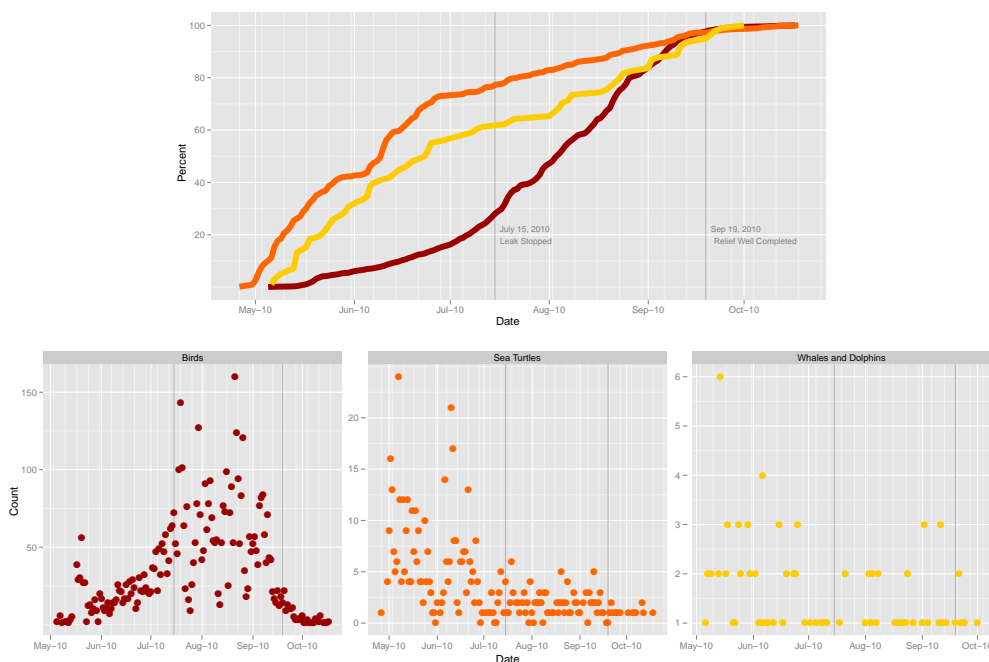 100
80
Percent
60
40
20
July 15, 2010
Leak Stopped
Sep 19, 2010
Relief Well Completed
May–10 Jun–10 Jul–10 Aug–10 Sep–10 Oct–10
Date
Birds
Sea Turtles
Whales and Dolphins
Count
150
100
50
May–10 Jun–10 Jul–10 Aug–10 Sep–10 Oct–10
20
15
10
5
0
May–10 Jun–10 Jul–10 Aug–10 Sep–10 Oct–10
6
5
4
3
2
1
May–10 Jun–10 Jul–10 Aug–10 Sep–10 Oct–10
Date